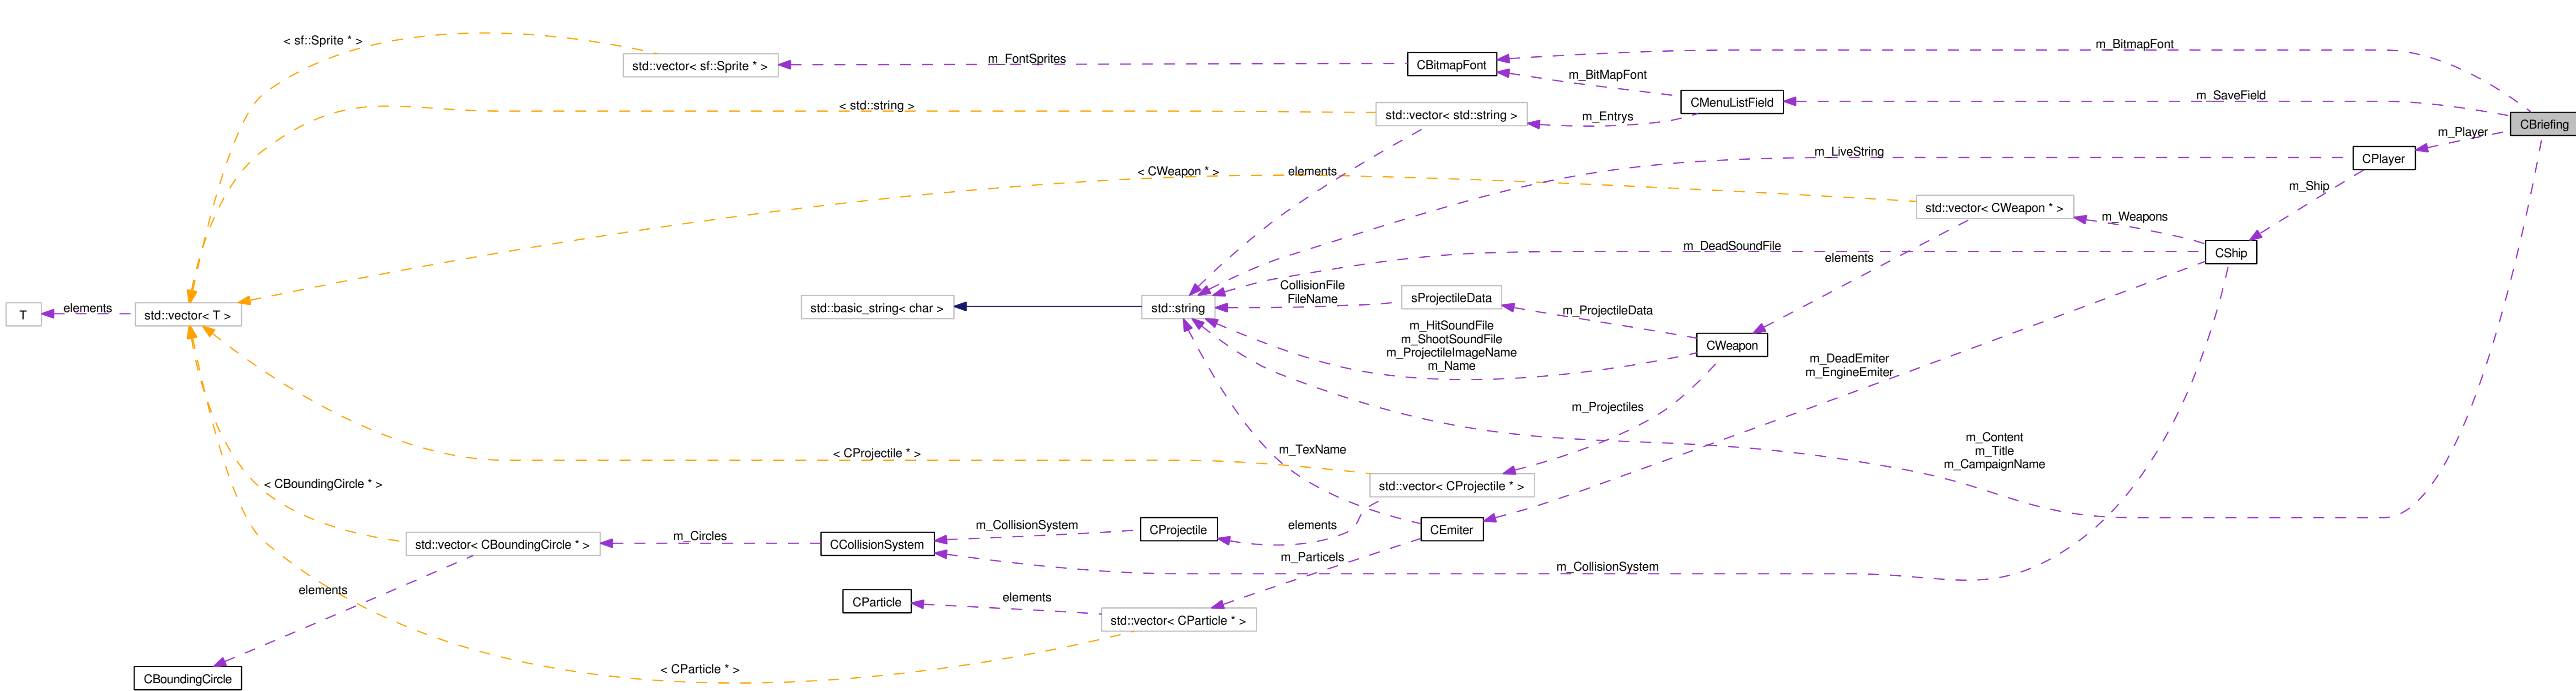 < sf::Sprite * >
m_BitmapFont
m_FontSprites
CBitmapFont
std::vector< sf::Sprite * >
m_BitMapFont
m_SaveField
CMenuListField
< std::string >
std::vector< std::string >
m_Entrys
CBriefing
m_Player
m_LiveString
CPlayer
< CWeapon * >
elements
m_Ship
std::vector< CWeapon * >
m_Weapons
m_DeadSoundFile
CShip
elements
CollisionFile
FileName
sProjectileData
elements
T
std::vector< T >
std::basic_string< char >
std::string
m_ProjectileData
m_HitSoundFile
m_ShootSoundFile
m_ProjectileImageName
m_Name
CWeapon
m_DeadEmiter
m_EngineEmiter
m_Projectiles
m_Content
m_Title
m_CampaignName
m_TexName
< CProjectile * >
< CBoundingCircle * >
std::vector< CProjectile * >
m_CollisionSystem
CProjectile
elements
CEmiter
m_Circles
std::vector< CBoundingCircle * >
CCollisionSystem
m_Particels
m_CollisionSystem
elements
CParticle
elements
std::vector< CParticle * >
< CParticle * >
CBoundingCircle